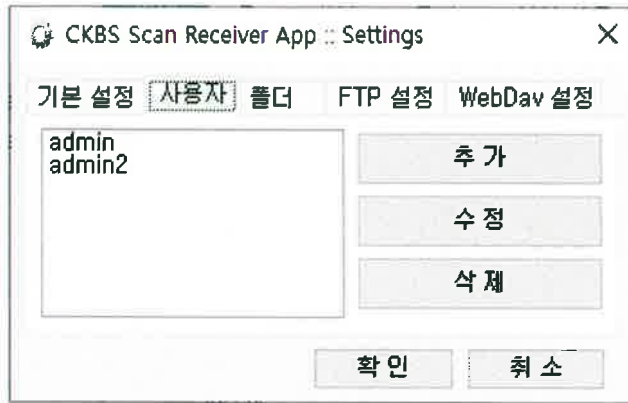 CKBS Scan Receiver App :: Settings
기본 설정 사용자 폴더 FTP 설정 WebDav 설정
admin
admin2
추 가
수 정
삭 제
확 인 취 소